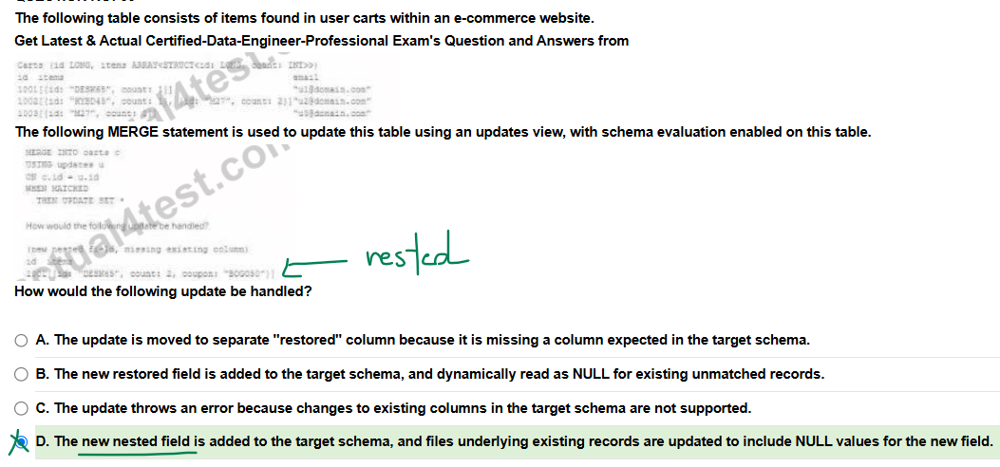 The following table consists of items found in user carts within an e-commerce website.
Get Latest & Actual Certified-Data-Engineer-Professional Exam's Question and Answers from
Carts (id LONG, items ARRAY<STRUCT<id: LONG, count: INT>>)
id items email
1001[{id: "DESK65", count: 1}] "u1@domain.com"
1002[{id: "KYBD45", count: 1}, {id: "M27", count: 2}] "u2@domain.com"
1003[{id: "M27", count: "u3@domain.com"
The following MERGE statement is used to update this table using an updates view, with schema evaluation enabled on this table.
MERGE INTO carts c
USING updates u
ON c.id = u.id
WHEN MATCHED
THEN UPDATE SET *
How would the following update be handled?
(new nested field, missing existing column)
id items
"DESK65", count: 2, coupon: "BOGO50"}]
rested
How would the following update be handled?
A. The update is moved to separate "restored" column because it is missing a column expected in the target schema.
B. The new restored field is added to the target schema, and dynamically read as NULL for existing unmatched records.
C. The update throws an error because changes to existing columns in the target schema are not supported.
D. The new nested field is added to the target schema, and files underlying existing records are updated to include NULL values for the new field.